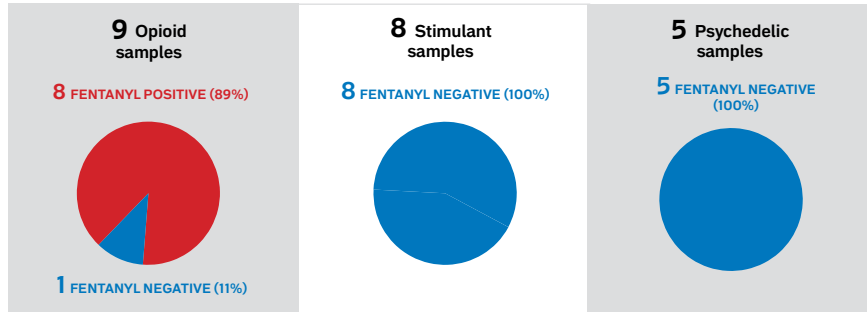 9 Opioid
samples
8 FENTANYL POSITIVE (89%)
1 FENTANYL NEGATIVE (11%)
8 Stimulant
samples
8 FENTANYL NEGATIVE (100%)
5 Psychedelic
samples
5 FENTANYL NEGATIVE
(100%)